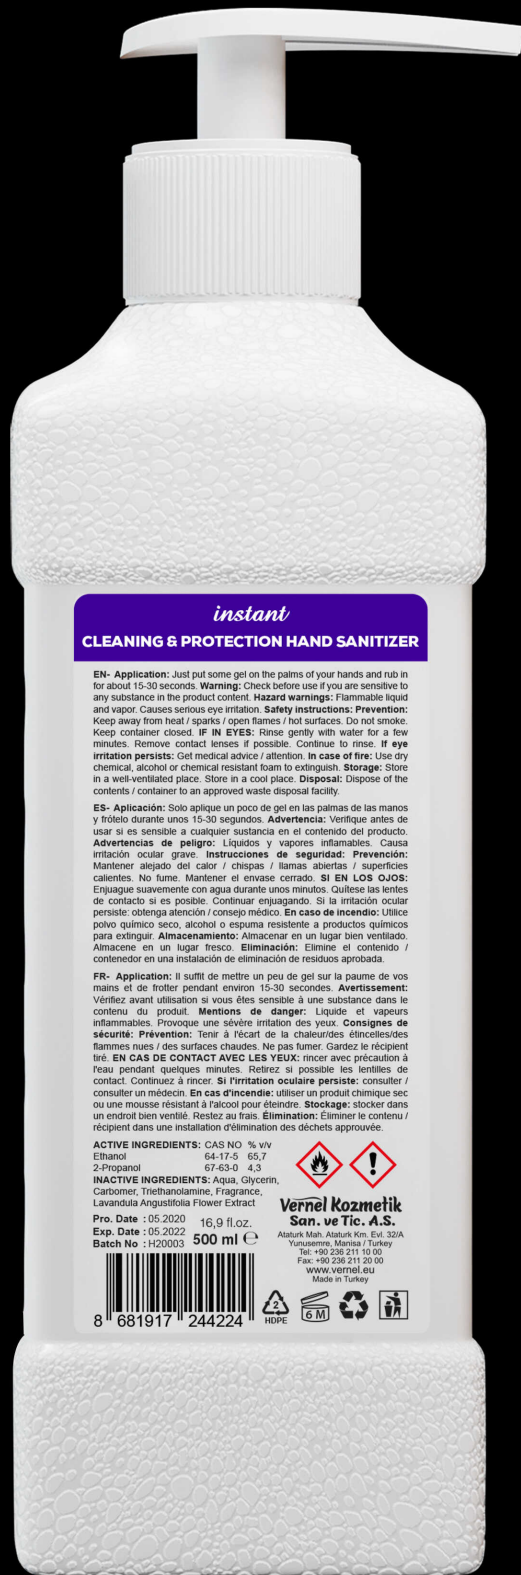 instant
CLEANING & PROTECTION HAND SANITIZER
EN- Application: Just put some gel on the palms of your hands and rub in
for about 15-30 seconds. Warning: Check before use if you are sensitive to
any substance in the product content. Hazard warnings: Flammable liquid
and vapor. Causes serious eye irritation. Safety instructions: Prevention:
Keep away from heat / sparks / open flames / hot surfaces. Do not smoke.
Keep container closed. IF IN EYES: Rinse gently with water for a few
minutes. Remove contact lenses if possible. Continue to rinse. If eye
irritation persists: Get medical advice / attention. In case of fire: Use dry
chemical, alcohol or chemical resistant foam to extinguish. Storage: Store
in a well-ventilated place. Store in a cool place. Disposal: Dispose of the
contents / container to an approved waste disposal facility.
ES- Aplicación: Solo aplique un poco de gel en las palmas de las manos
y frótelo durante unos 15-30 segundos. Advertencia: Verifique antes de
usar si es sensible a cualquier sustancia en el contenido del producto.
Advertencias de peligro: Líquidos y vapores inflamables. Causa
irritación ocular grave. Instrucciones de seguridad: Prevención:
Mantener alejado del calor / chispas / llamas abiertas / superficies
calientes. No fume. Mantener el envase cerrado. SI EN LOS OJOS:
Enjuague suavemente con agua durante unos minutos. Quítese las lentes
de contacto si es posible. Continuar enjuagando. Si la irritación ocular
persiste: obtenga atención / consejo médico. En caso de incendio: Utilice
polvo químico seco, alcohol o espuma resistente a productos químicos
para extinguir. Almacenamiento: Almacenar en un lugar bien ventilado.
Almacene en un lugar fresco. Eliminación: Elimine el contenido /
contenedor en una instalación de eliminación de residuos aprobada.
FR- Application: Il suffit de mettre un peu de gel sur la paume de vos
mains et de frotter pendant environ 15-30 secondes. Avertissement:
Vérifiez avant utilisation si vous êtes sensible à une substance dans le
contenu du produit. Mentions de danger: Liquide et vapeurs
inflammables. Provoque une sévère irritation des yeux. Consignes de
sécurité: Prévention: Tenir à l'écart de la chaleur/des étincelles/des
flammes nues / des surfaces chaudes. Ne pas fumer. Gardez le récipient
tiré. EN CAS DE CONTACT AVEC LES YEUX: rincer avec précaution à
l'eau pendant quelques minutes. Retirez si possible les lentilles de
contact. Continuez à rincer. Si l'irritation oculaire persiste: consulter /
consulter un médecin. En cas d'incendie: utiliser un produit chimique sec
ou une mousse résistant à l'alcool pour éteindre. Stockage: stocker dans
un endroit bien ventilé. Restez au frais. Élimination: Éliminer le contenu /
récipient dans une installation d'élimination des déchets approuvée.
ACTIVE INGREDIENTS: CAS NO % v/v
Ethanol 64-17-5 65,7
2-Propanol 67-63-0 4,3
INACTIVE INGREDIENTS: Aqua, Glycerin,
Carbomer, Triethanolamine, Fragrance,
Lavandula Angustifolia Flower Extract
Pro. Date : 05.2020
Exp. Date : 05.2022
Batch No : H20003
16,9 fl.oz.
500 ml ℮
8 681917 244224
Vernel Kozmetik
San. ve Tic. A.S.
Ataturk Mah. Ataturk Km. Evl. 32/A
Yunusemre, Manisa / Turkey
Tel: +90 236 211 10 00
Fax: +90 236 211 20 00
www.vernel.eu
Made in Turkey
2
HDPE
6 M